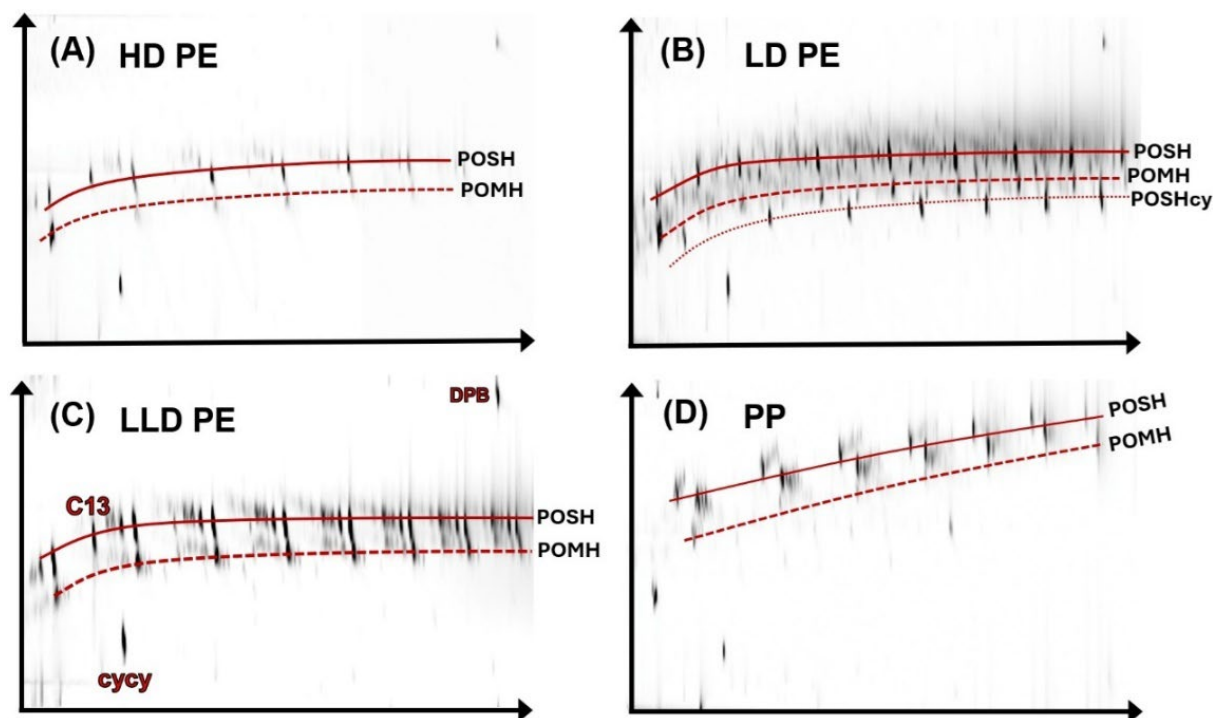 (A) HD PE
POSH
POMH
(B) LD PE
POSH
POMH
POSHcy
(C) LLD PE
DPB
C13
POSH
POMH
cycy
(D) PP
POSH
POMH